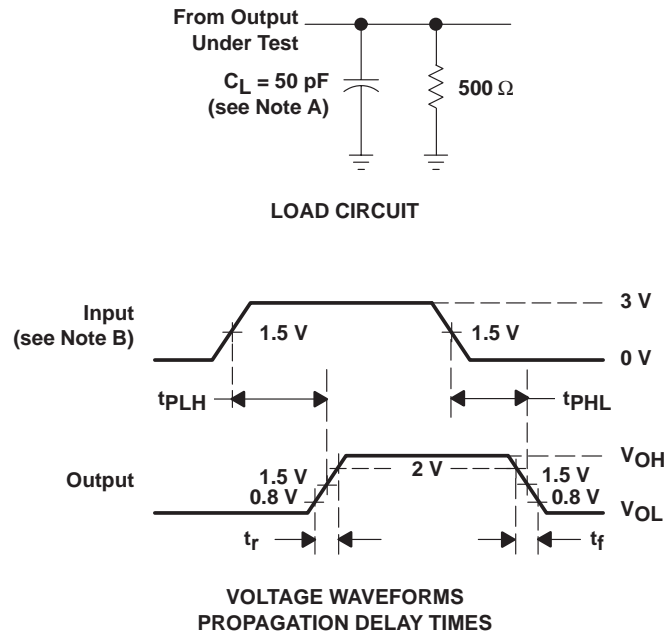 From Output
Under Test
CL = 50 pF
(see Note A)
500 Ω
LOAD CIRCUIT
Input
(see Note B)
1.5 V
1.5 V
3 V
0 V
tPLH
tPHL
Output
1.5 V
0.8 V
2 V
1.5 V
0.8 V
VOH
VOL
tr
tf
VOLTAGE WAVEFORMS
PROPAGATION DELAY TIMES